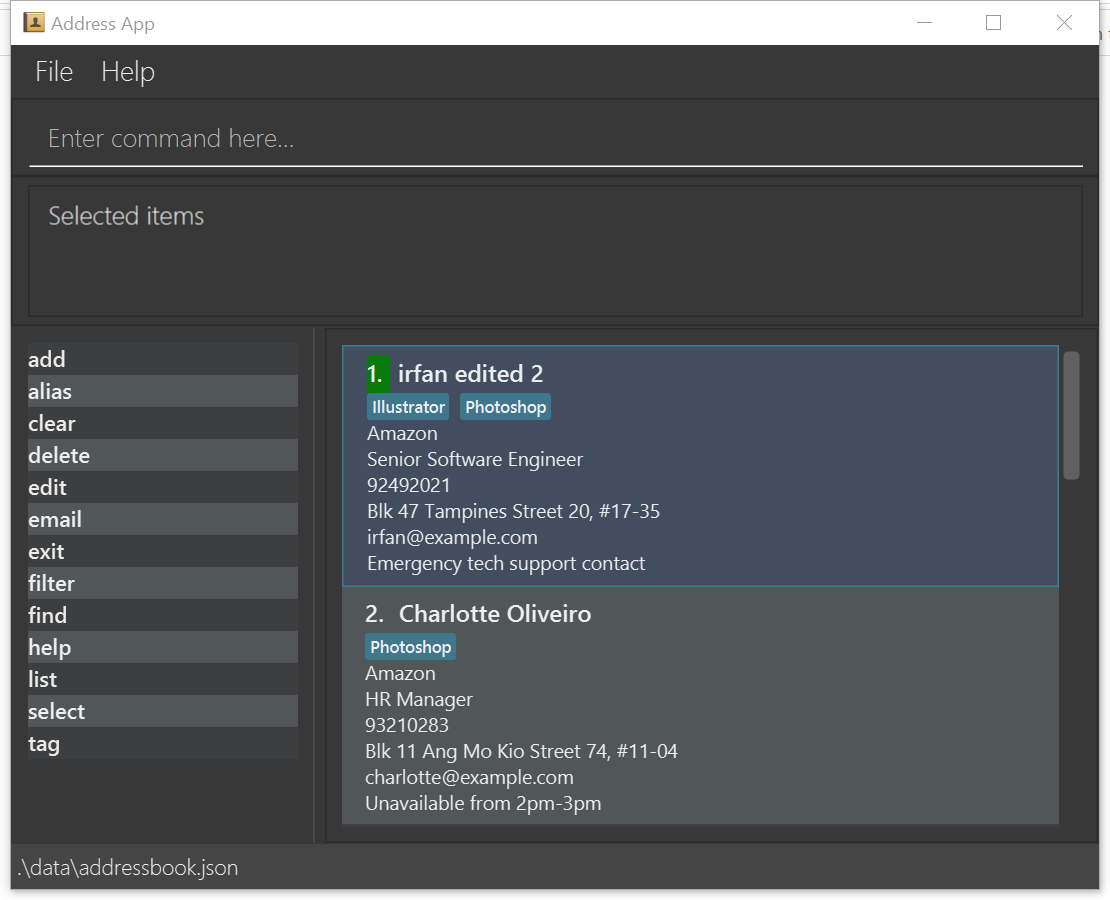 Address App
File Help
Enter command here...
Selected items
add
alias
clear
delete
edit
email
exit
filter
find
help
list
select
tag
1. irfan edited 2
Illustrator Photoshop
Amazon
Senior Software Engineer
92492021
Blk 47 Tampines Street 20, #17-35
irfan@example.com
Emergency tech support contact
2. Charlotte Oliveiro
Photoshop
Amazon
HR Manager
93210283
Blk 11 Ang Mo Kio Street 74, #11-04
charlotte@example.com
Unavailable from 2pm-3pm
.\data\addressbook.json